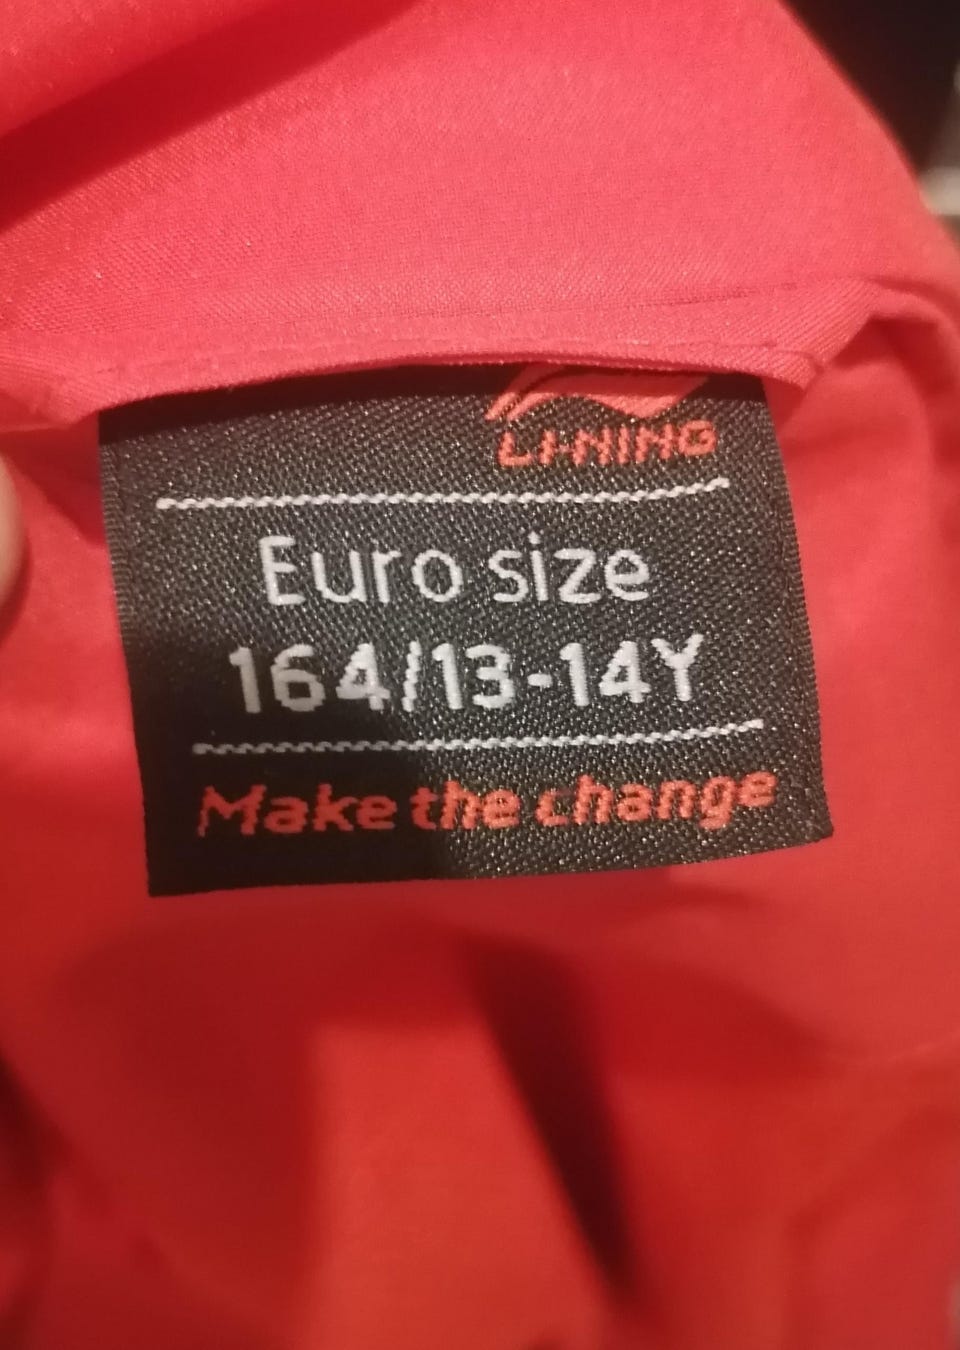 LI-NING
Euro size
164/13-14Y
Make the change